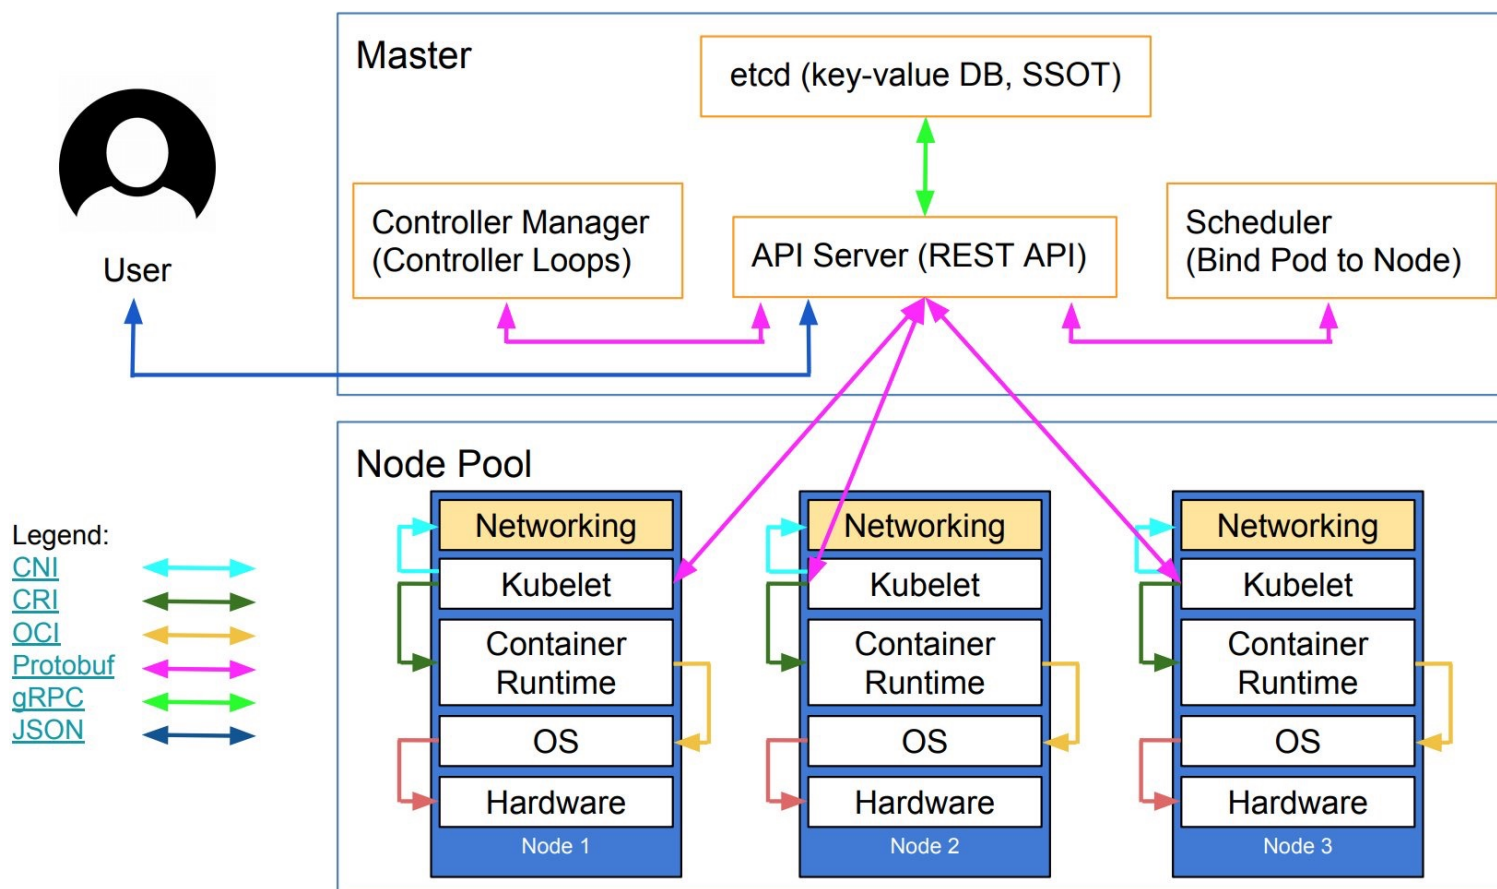 Master
etcd (key-value DB, SSOT)
Controller Manager
(Controller Loops)
API Server (REST API)
Scheduler
(Bind Pod to Node)
User
Node Pool
Legend:
CNI
CRI
OCI
Protobuf
gRPC
JSON
Networking
Kubelet
Container
Runtime
OS
Hardware
Node 1
Networking
Kubelet
Container
Runtime
OS
Hardware
Node 2
Networking
Kubelet
Container
Runtime
OS
Hardware
Node 3